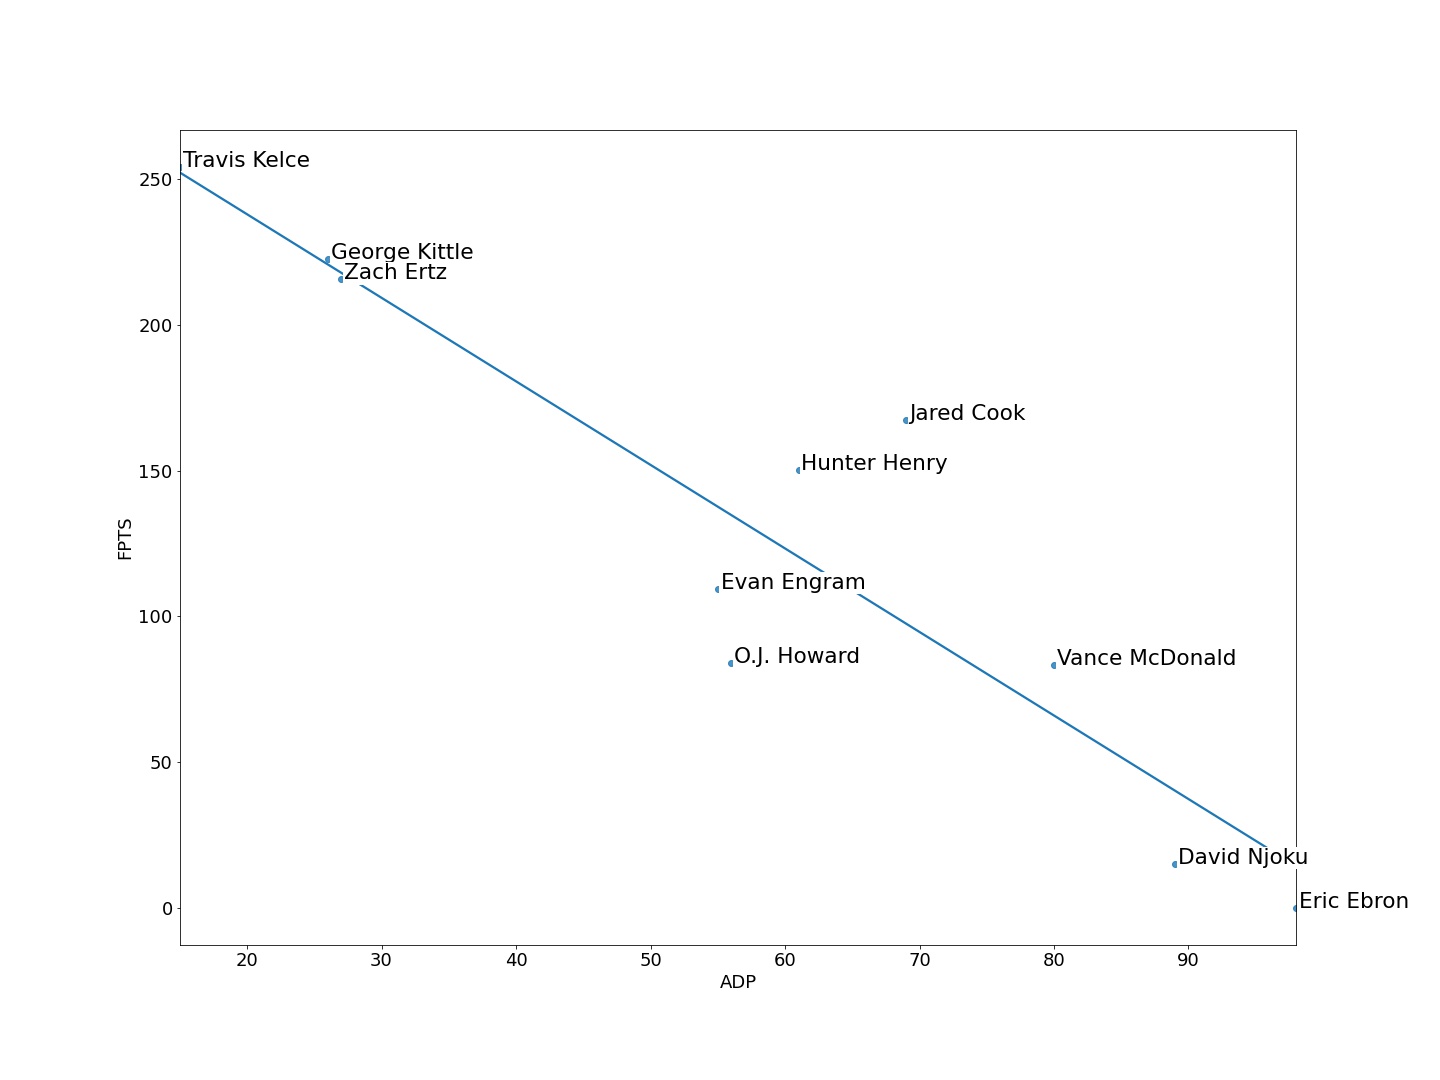 Travis Kelce
250
George Kittle
Zach Ertz
200
Jared Cook
150
Hunter Henry
FPTS
Evan Engram
100
O.J. Howard
Vance McDonald
50
David Njoku
0
Eric Ebron
20 30 40 50 60 70 80 90
ADP